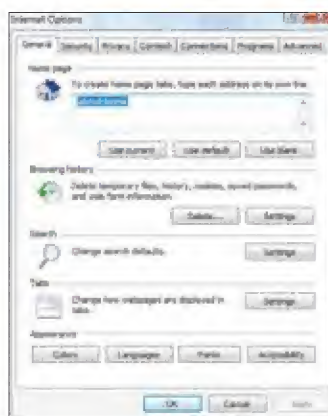 Internet Options
General Security Privacy Content Connections Programs Advanced
Home page
To create home page tabs, type each address on its own line.
Use current Use default Use blank
Browsing history
Delete temporary files, history, cookies, saved passwords,
and web form information.
Delete... Settings
Search
Change search defaults. Settings
Tabs
Change how webpages are displayed in
tabs. Settings
Appearance
Colors Languages Fonts Accessibility
OK Cancel Apply